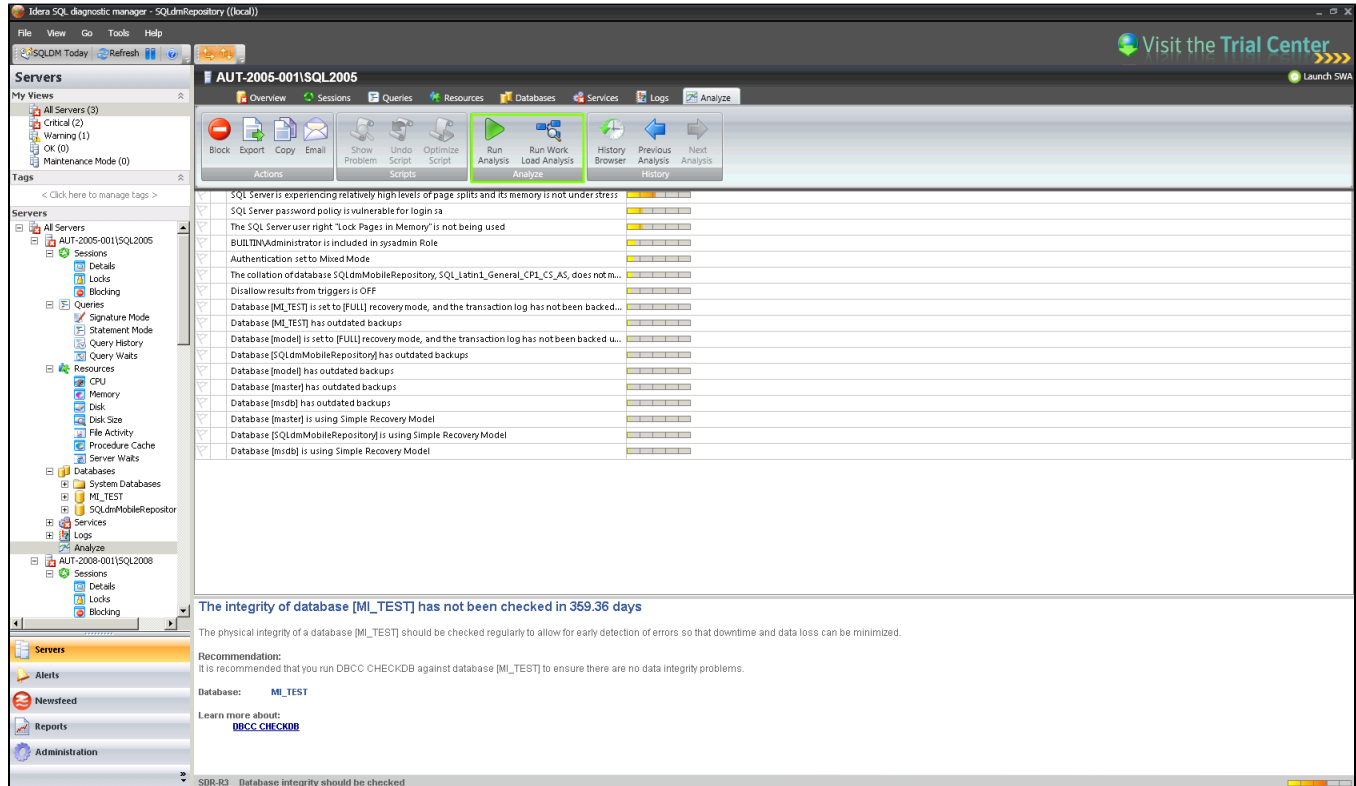 Idera SQL diagnostic manager - SQLdmRepository ((local))
File View Go Tools Help
SQLDM Today Refresh
Visit the Trial Center
Servers
AUT-2005-001\SQL2005
Launch SWA
My Views
Overview Sessions Queries Resources Databases Services Logs Analyze
All Servers (3)
Critical (2)
Warning (1)
OK (0)
Maintenance Mode (0)
Block Export Copy Email
Actions
Show Problem Undo Script Optimize Script
Scripts
Run Analysis Run Work Load Analysis
Analyze
History Browser Previous Analysis Next Analysis
History
Tags
< Click here to manage tags >
Servers
All Servers
AUT-2005-001\SQL2005
Sessions
Details
Locks
Blocking
Queries
Signature Mode
Statement Mode
Query History
Query Waits
Resources
CPU
Memory
Disk
Disk Size
File Activity
Procedure Cache
Server Waits
Databases
System Databases
MI_TEST
SQLdmMobileRepositor
Services
Logs
Analyze
AUT-2008-001\SQL2008
Sessions
Details
Locks
Blocking
Servers
Alerts
Newsfeed
Reports
Administration
SQL Server is experiencing relatively high levels of page splits and its memory is not under stress
SQL Server password policy is vulnerable for login sa
The SQL Server user right "Lock Pages in Memory" is not being used
BUILTIN\Administrator is included in sysadmin Role
Authentication set to Mixed Mode
The collation of database SQLdmMobileRepository, SQL_Latin1_General_CP1_CS_AS, does not m...
Disallow results from triggers is OFF
Database [MI_TEST] is set to [FULL] recovery mode, and the transaction log has not been backed...
Database [MI_TEST] has outdated backups
Database [model] is set to [FULL] recovery mode, and the transaction log has not been backed u...
Database [SQLdmMobileRepository] has outdated backups
Database [model] has outdated backups
Database [master] has outdated backups
Database [msdb] has outdated backups
Database [master] is using Simple Recovery Model
Database [SQLdmMobileRepository] is using Simple Recovery Model
Database [msdb] is using Simple Recovery Model
The integrity of database [MI_TEST] has not been checked in 359.36 days
The physical integrity of a database [MI_TEST] should be checked regularly to allow for early detection of errors so that downtime and data loss can be minimized.
Recommendation:
It is recommended that you run DBCC CHECKDB against database [MI_TEST] to ensure there are no data integrity problems.
Database: MI_TEST
Learn more about:
DBCC CHECKDB
SDR-R3 Database integrity should be checked